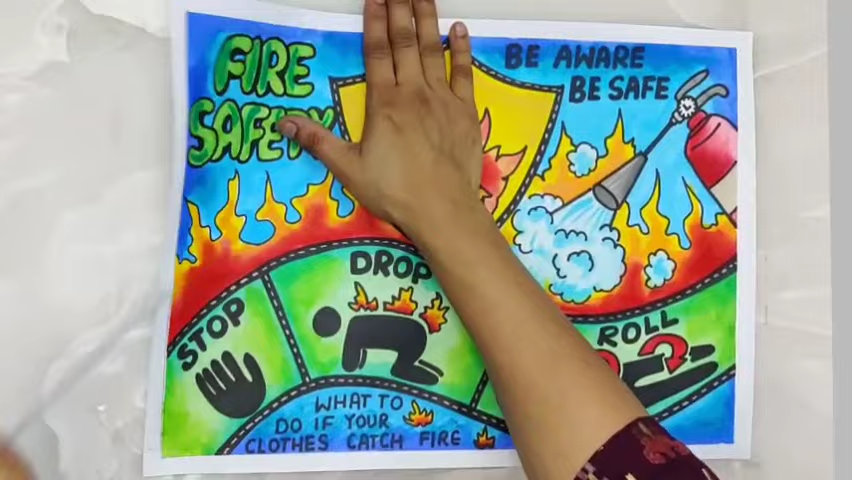 FIRE
SAFETY
BE AWARE
BE SAFE
STOP
DROP
ROLL
WHAT TO
DO IF YOUR
CLOTHES CATCH FIRE